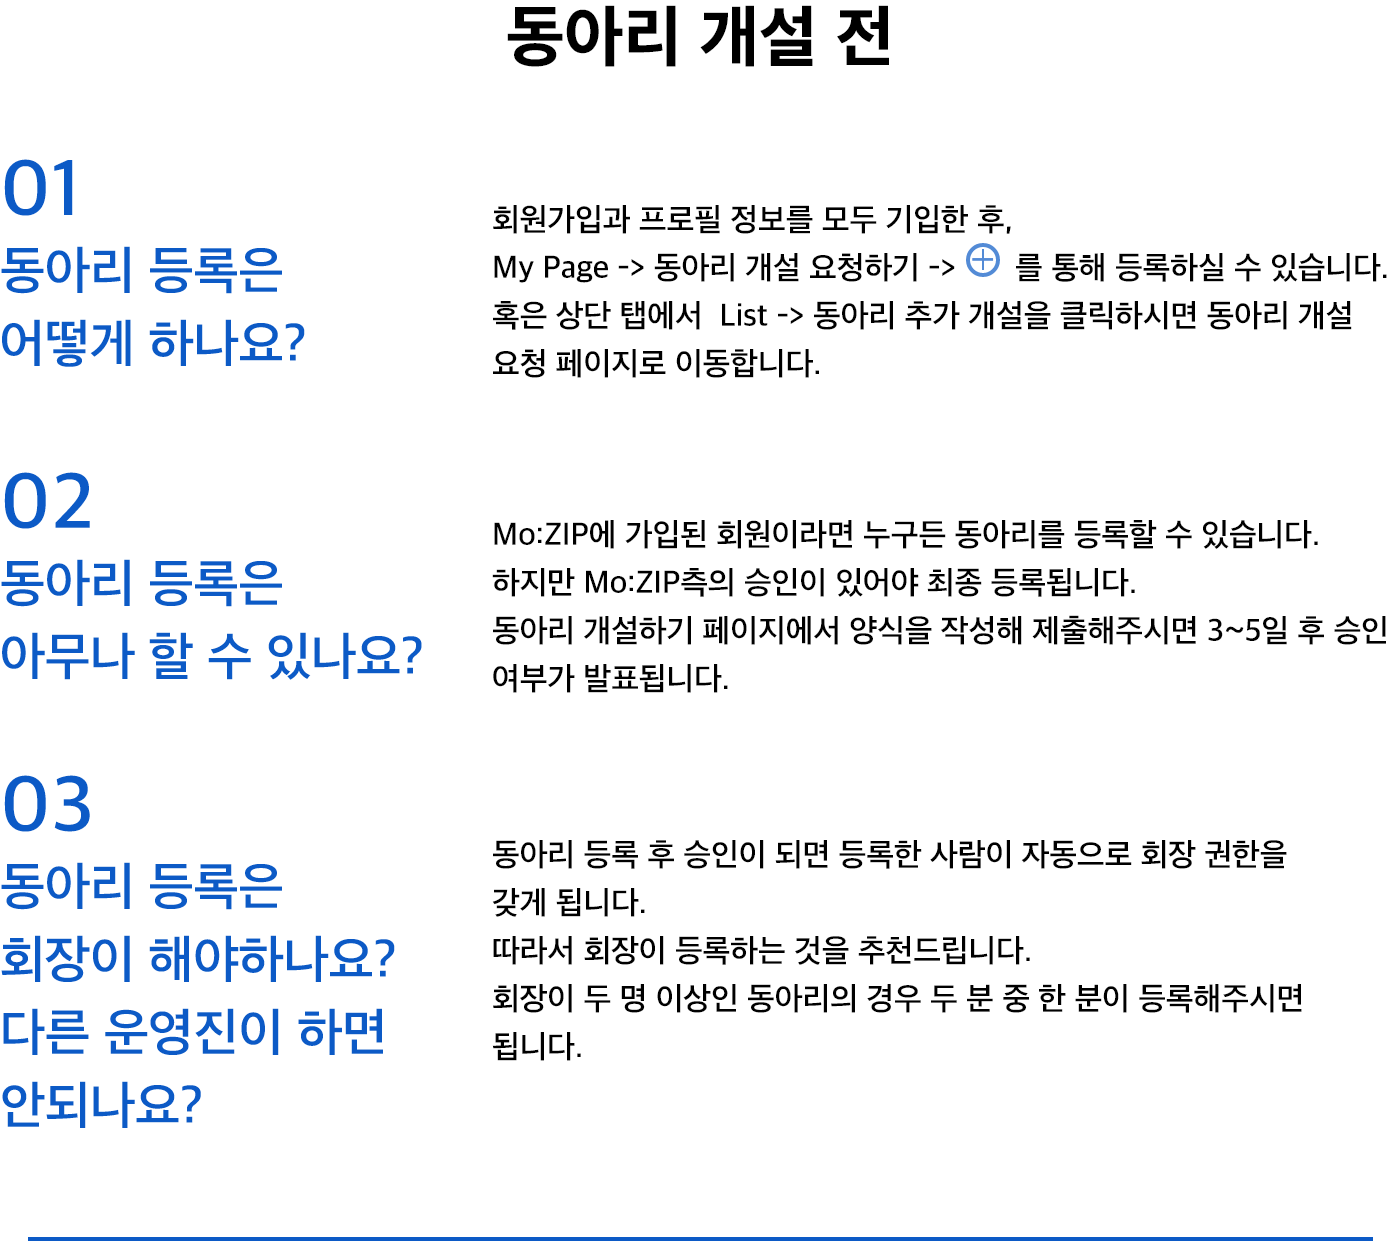 동아리 개설 전
01
동아리 등록은
어떻게 하나요?
회원가입과 프로필 정보를 모두 기입한 후,
My Page -> 동아리 개설 요청하기 -> ⊕ 를 통해 등록하실 수 있습니다.
혹은 상단 탭에서 List -> 동아리 추가 개설을 클릭하시면 동아리 개설
요청 페이지로 이동합니다.
02
동아리 등록은
아무나 할 수 있나요?
Mo:ZIP에 가입된 회원이라면 누구든 동아리를 등록할 수 있습니다.
하지만 Mo:ZIP측의 승인이 있어야 최종 등록됩니다.
동아리 개설하기 페이지에서 양식을 작성해 제출해주시면 3~5일 후 승인
여부가 발표됩니다.
03
동아리 등록은
회장이 해야하나요?
다른 운영진이 하면
안되나요?
동아리 등록 후 승인이 되면 등록한 사람이 자동으로 회장 권한을
갖게 됩니다.
따라서 회장이 등록하는 것을 추천드립니다.
회장이 두 명 이상인 동아리의 경우 두 분 중 한 분이 등록해주시면
됩니다.